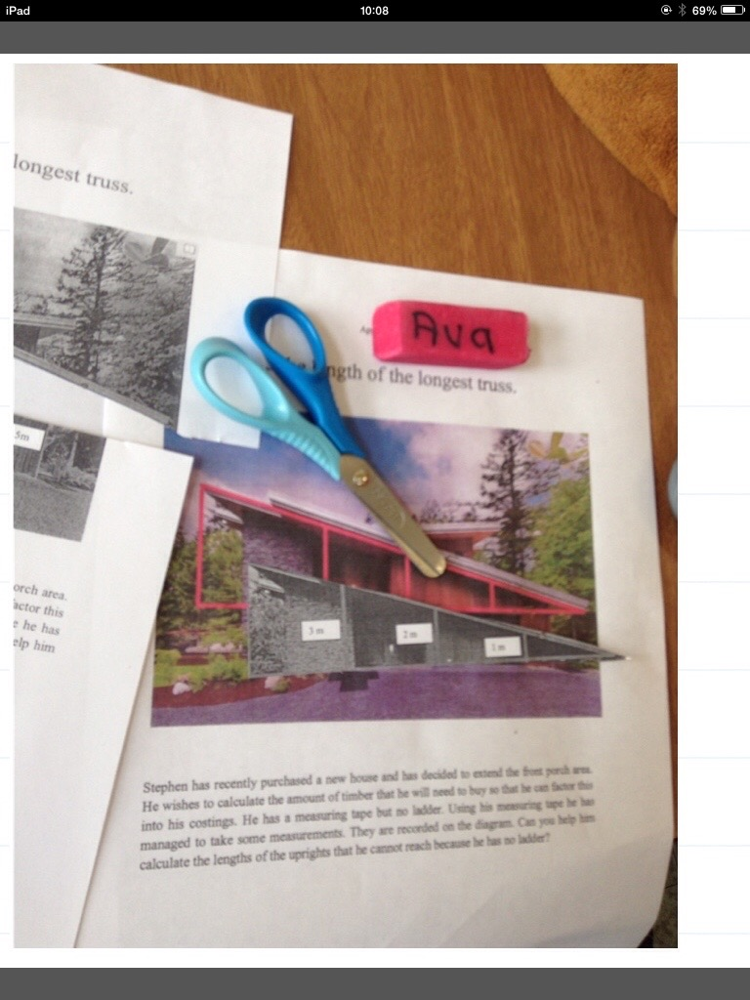 iPad
10:08
69%
longest truss.
Ava
ngth of the longest truss.
5m
3 m
2 m
1 m
orch area.
actor this
e he has
elp him
Stephen has recently purchased a new house and has decided to extend the front porch area.
He wishes to calculate the amount of timber that he will need to buy so that he can factor this
into his costings. He has a measuring tape but no ladder. Using his measuring tape he has
managed to take some measurements. They are recorded on the diagram. Can you help him
calculate the lengths of the uprights that he cannot reach because he has no ladder?